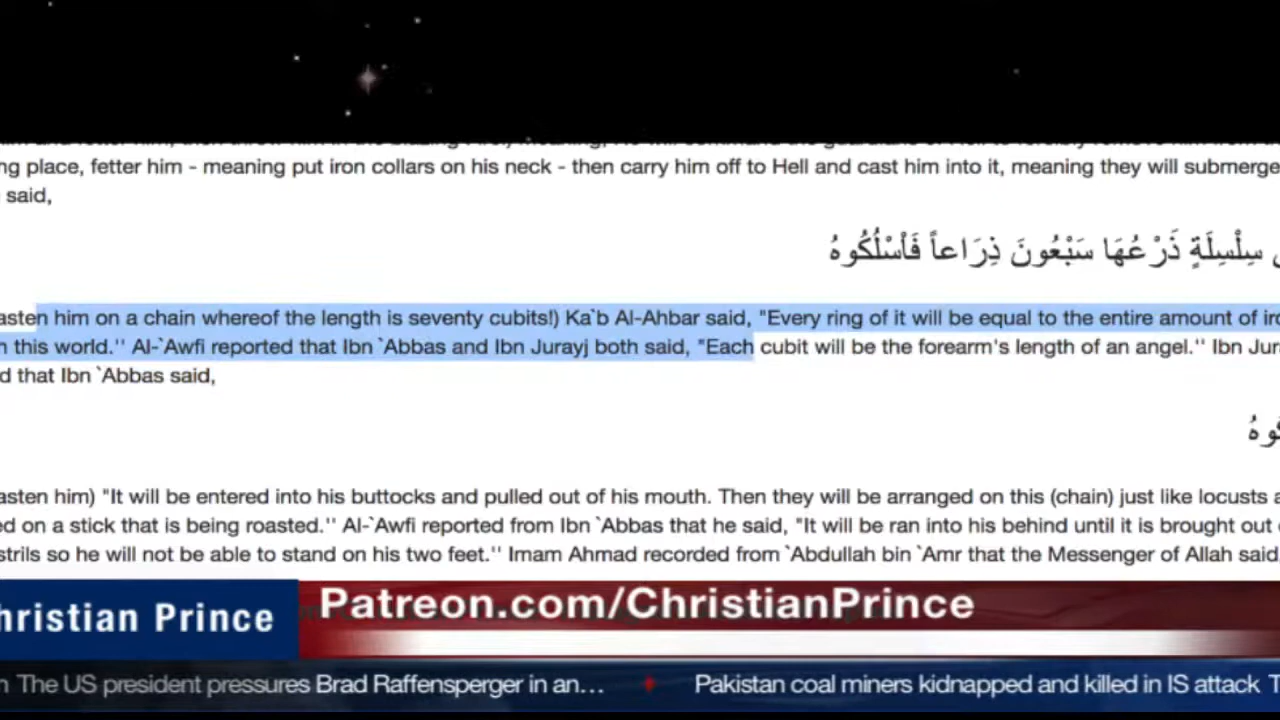 ng place, fetter him - meaning put iron collars on his neck - then carry him off to Hell and cast him into it, meaning they will submerge
said,
سِلْسِلَةٍ ذَرْعُهَا سَبْعُونَ ذِرَاعاً فَاْسْلُكُوهُ
asten him on a chain whereof the length is seventy cubits!) Ka`b Al-Ahbar said, "Every ring of it will be equal to the entire amount of iro
n this world.'' Al-`Awfi reported that Ibn `Abbas and Ibn Jurayj both said, "Each cubit will be the forearm's length of an angel.'' Ibn Jur
d that Ibn `Abbas said,
asten him) "It will be entered into his buttocks and pulled out of his mouth. Then they will be arranged on this (chain) just like locusts a
ed on a stick that is being roasted.'' Al-`Awfi reported from Ibn `Abbas that he said, "It will be ran into his behind until it is brought out
strils so he will not be able to stand on his two feet.'' Imam Ahmad recorded from `Abdullah bin `Amr that the Messenger of Allah said
hristian Prince
Patreon.com/ChristianPrince
n The US president pressures Brad Raffensperger in an... Pakistan coal miners kidnapped and killed in IS attack T